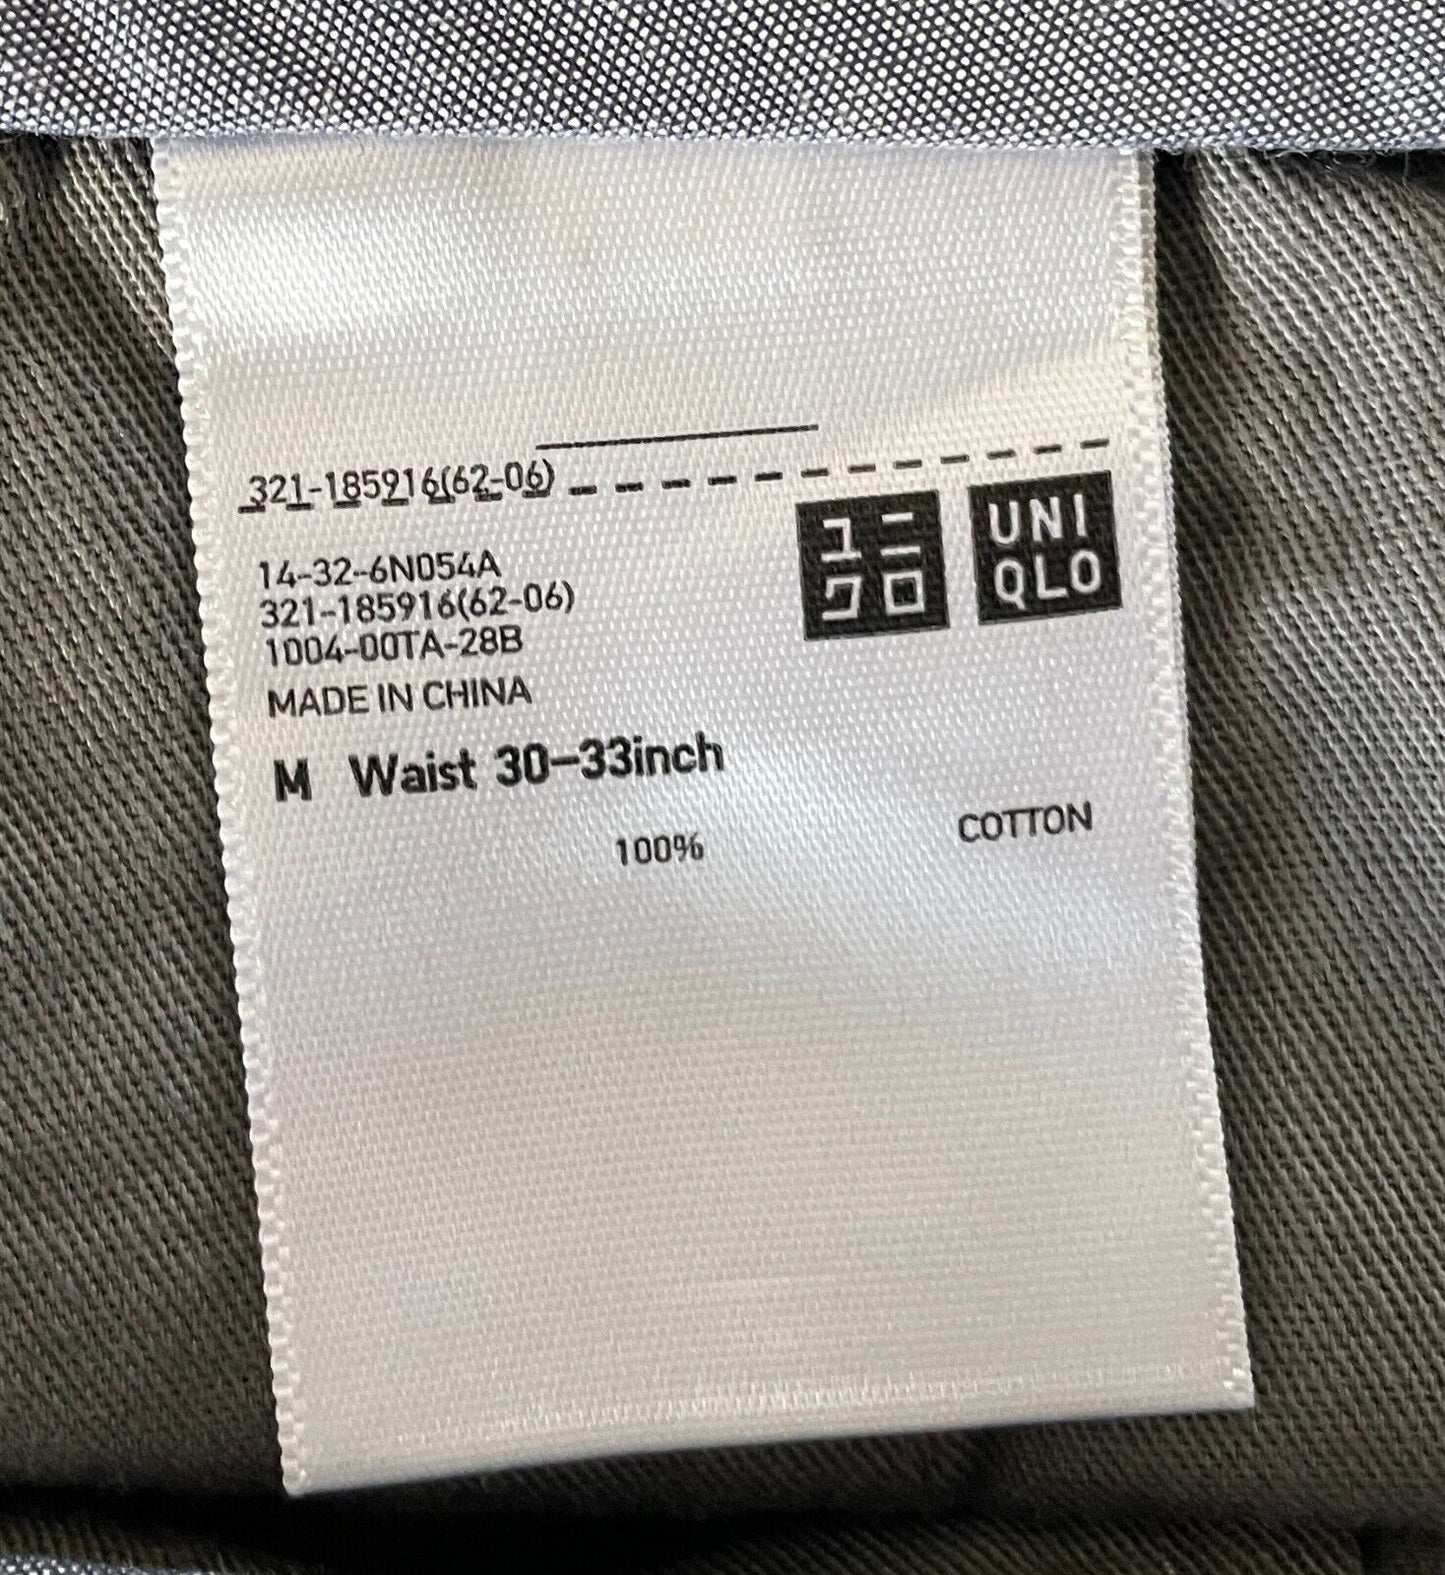 321-185916(62-06)
ユニ
クロ
UNI
QLO
14-32-6N054A
321-185916(62-06)
1004-00TA-28B
MADE IN CHINA
M Waist 30-33inch
100% COTTON